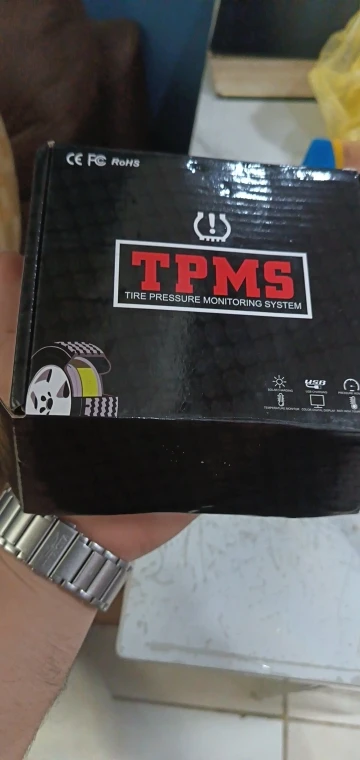 CE FC RoHS
TPMS
TIRE PRESSURE MONITORING SYSTEM
USB